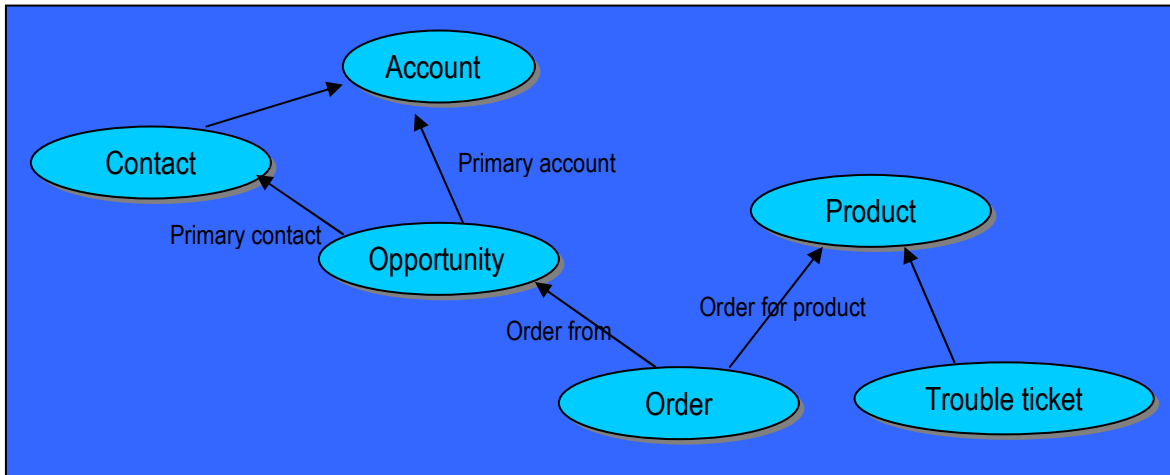 Account
Contact
Primary account
Product
Primary contact
Opportunity
Order from
Order for product
Order
Trouble ticket